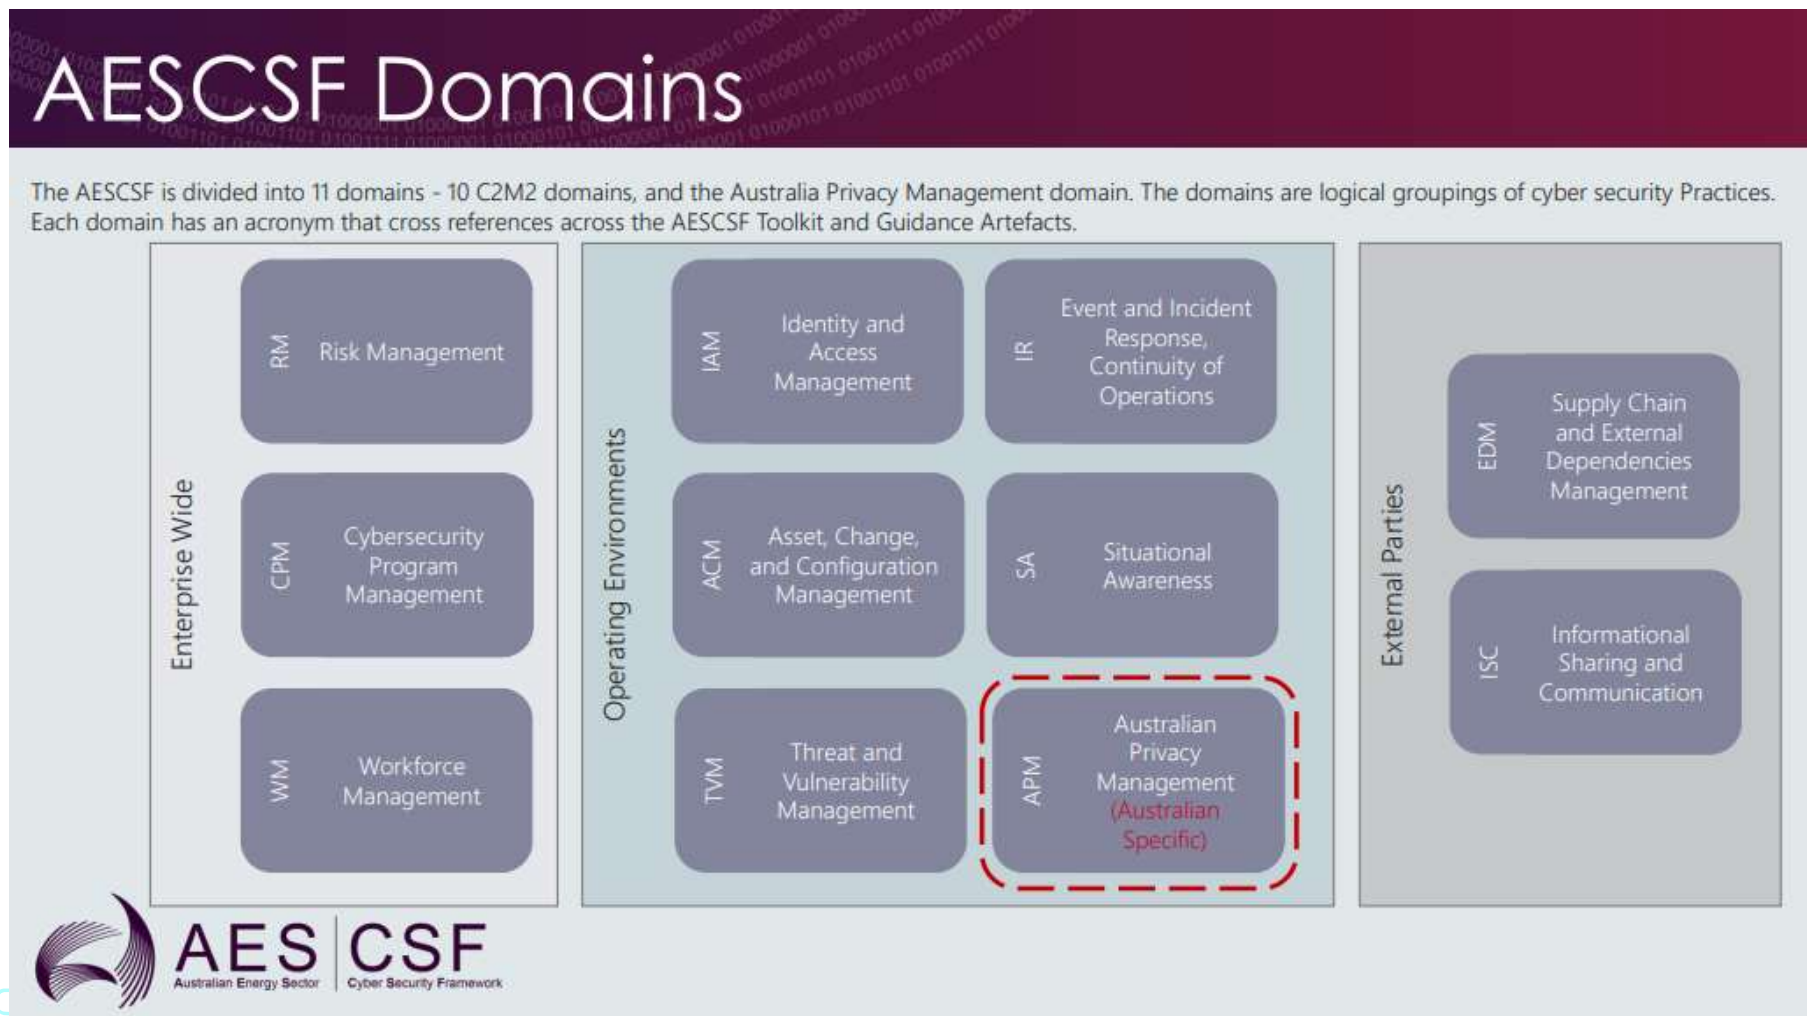 AESCSF Domains
The AESCSF is divided into 11 domains - 10 C2M2 domains, and the Australia Privacy Management domain. The domains are logical groupings of cyber security Practices.
Each domain has an acronym that cross references across the AESCSF Toolkit and Guidance Artefacts.
Enterprise Wide
RM
Risk Management
CPM
Cybersecurity
Program
Management
WM
Workforce
Management
Operating Environments
IAM
Identity and
Access
Management
IR
Event and Incident
Response,
Continuity of
Operations
ACM
Asset, Change,
and Configuration
Management
SA
Situational
Awareness
TVM
Threat and
Vulnerability
Management
APM
Australian
Privacy
Management
(Australian
Specific)
External Parties
EDM
Supply Chain
and External
Dependencies
Management
ISC
Informational
Sharing and
Communication
AES CSF
Australian Energy Sector Cyber Security Framework